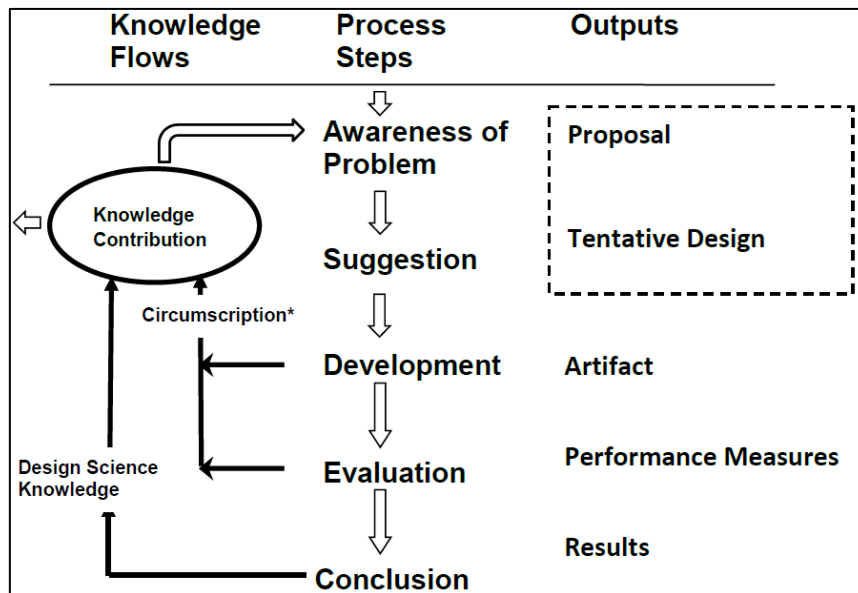 Knowledge
Flows
Process
Steps
Outputs
Awareness of
Problem
Proposal
Knowledge
Contribution
Tentative Design
Suggestion
Circumscription*
Development
Artifact
Design Science
Knowledge
Evaluation
Performance Measures
Results
Conclusion